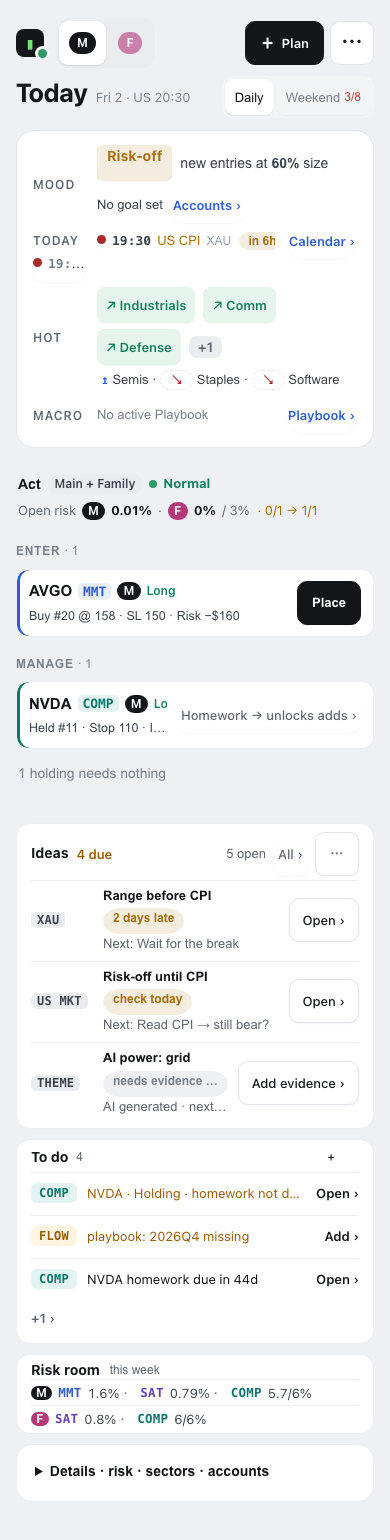 M F + Plan ...
Today Fri 2 · US 20:30 Daily Weekend 3/8
MOOD Risk-off new entries at 60% size
No goal set Accounts ›
TODAY 19:30 US CPI XAU in 6h Calendar ›
19:...
HOT ↗ Industrials ↗ Comm
↗ Defense +1
↥ Semis · ↘ Staples · ↘ Software
MACRO No active Playbook Playbook ›
Act Main + Family Normal
Open risk M 0.01% · F 0% / 3% · 0/1 → 1/1
ENTER · 1
AVGO MMT M Long
Buy #20 @ 158 · SL 150 · Risk −$160 Place
MANAGE · 1
NVDA COMP M Lo
Held #11 · Stop 110 · I... Homework → unlocks adds ›
1 holding needs nothing
Ideas 4 due 5 open All › ...
XAU Range before CPI
2 days late Open ›
Next: Wait for the break
US MKT Risk-off until CPI
check today Open ›
Next: Read CPI → still bear?
THEME AI power: grid
needs evidence ... Add evidence ›
AI generated · next...
To do 4 +
COMP NVDA · Holding · homework not d... Open ›
FLOW playbook: 2026Q4 missing Add ›
COMP NVDA homework due in 44d Open ›
+1 ›
Risk room this week
M MMT 1.6% · SAT 0.79% · COMP 5.7/6%
F SAT 0.8% · COMP 6/6%
▶ Details · risk · sectors · accounts